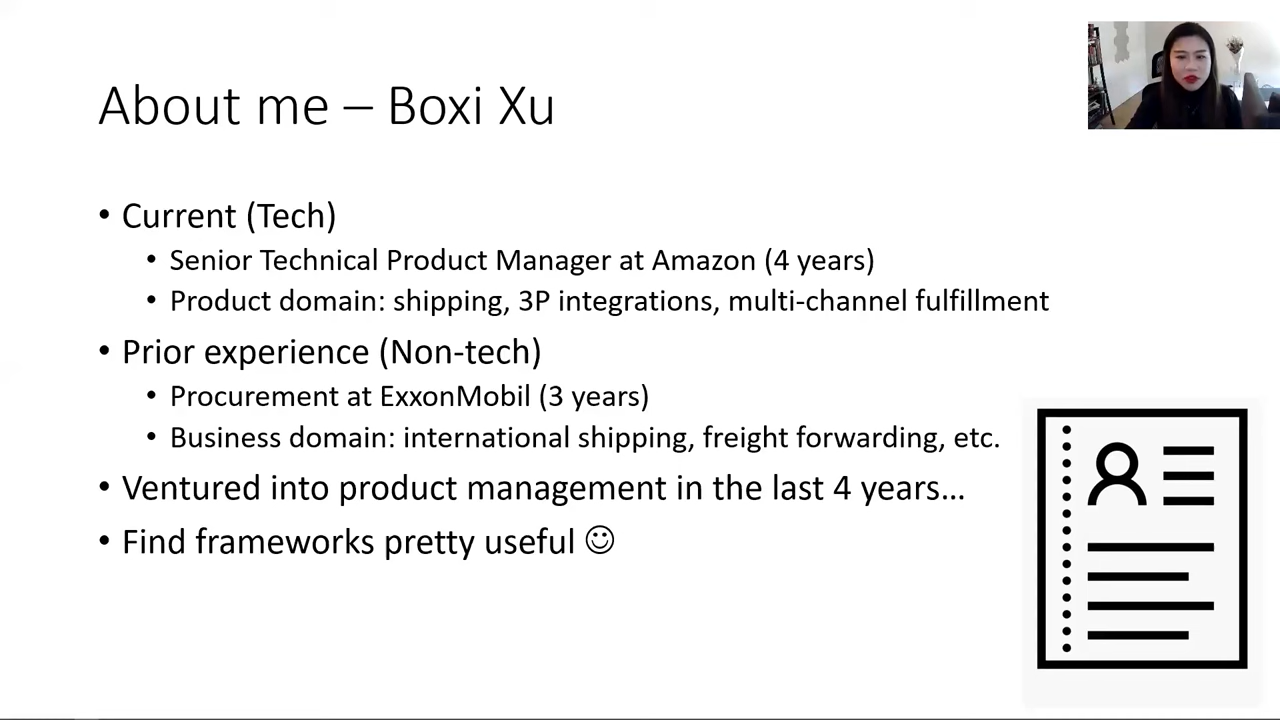 About me – Boxi Xu
• Current (Tech)
• Senior Technical Product Manager at Amazon (4 years)
• Product domain: shipping, 3P integrations, multi-channel fulfillment
• Prior experience (Non-tech)
• Procurement at ExxonMobil (3 years)
• Business domain: international shipping, freight forwarding, etc.
• Ventured into product management in the last 4 years…
• Find frameworks pretty useful ☺